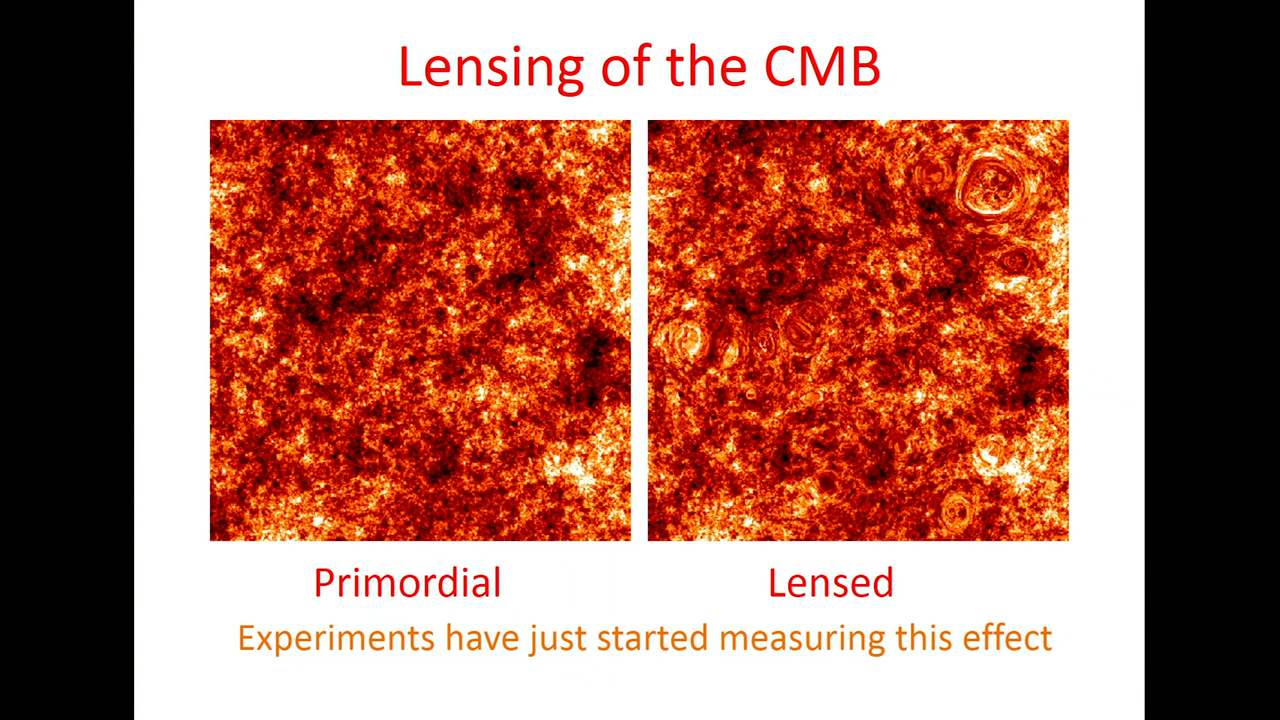 Lensing of the CMB
Primordial
Lensed
Experiments have just started measuring this effect